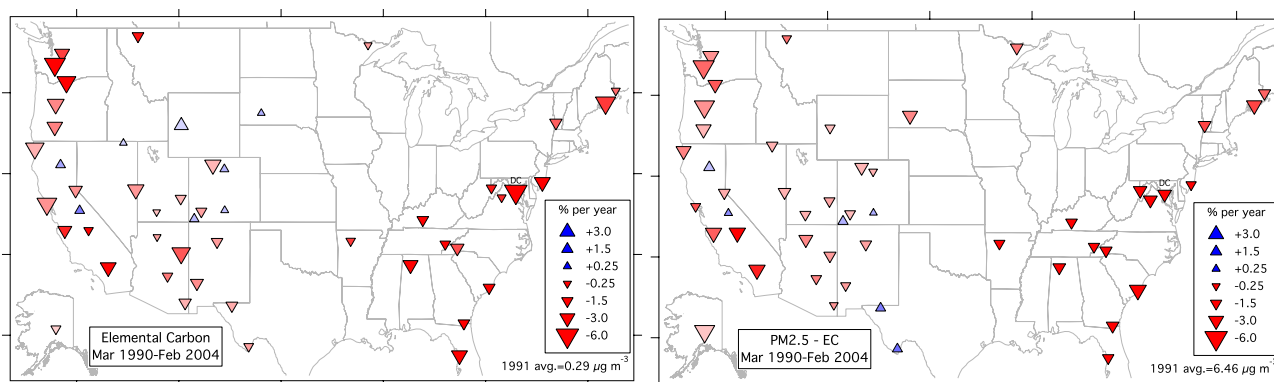 DC
% per year
+3.0
+1.5
+0.25
-0.25
-1.5
-3.0
-6.0
Elemental Carbon
Mar 1990-Feb 2004
1991 avg.=0.29 µg m-3
DC
% per year
+3.0
+1.5
+0.25
-0.25
-1.5
-3.0
-6.0
PM2.5 - EC
Mar 1990-Feb 2004
1991 avg.=6.46 µg m-3